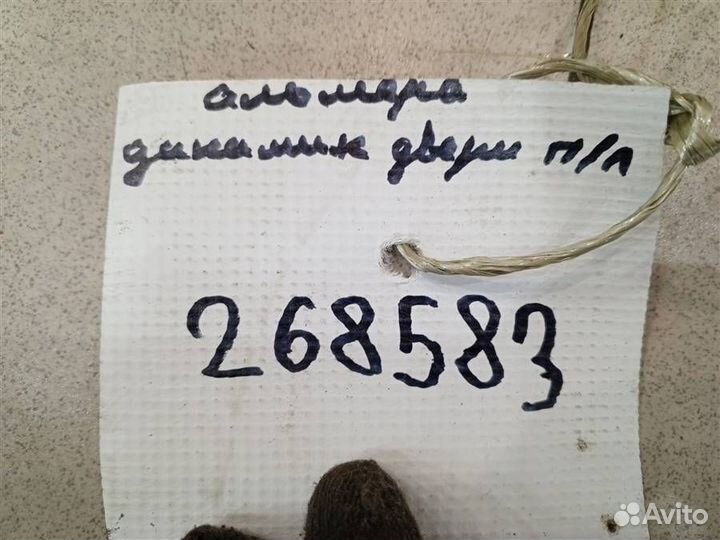 альмера
динамик двери п/л
268583
Avito